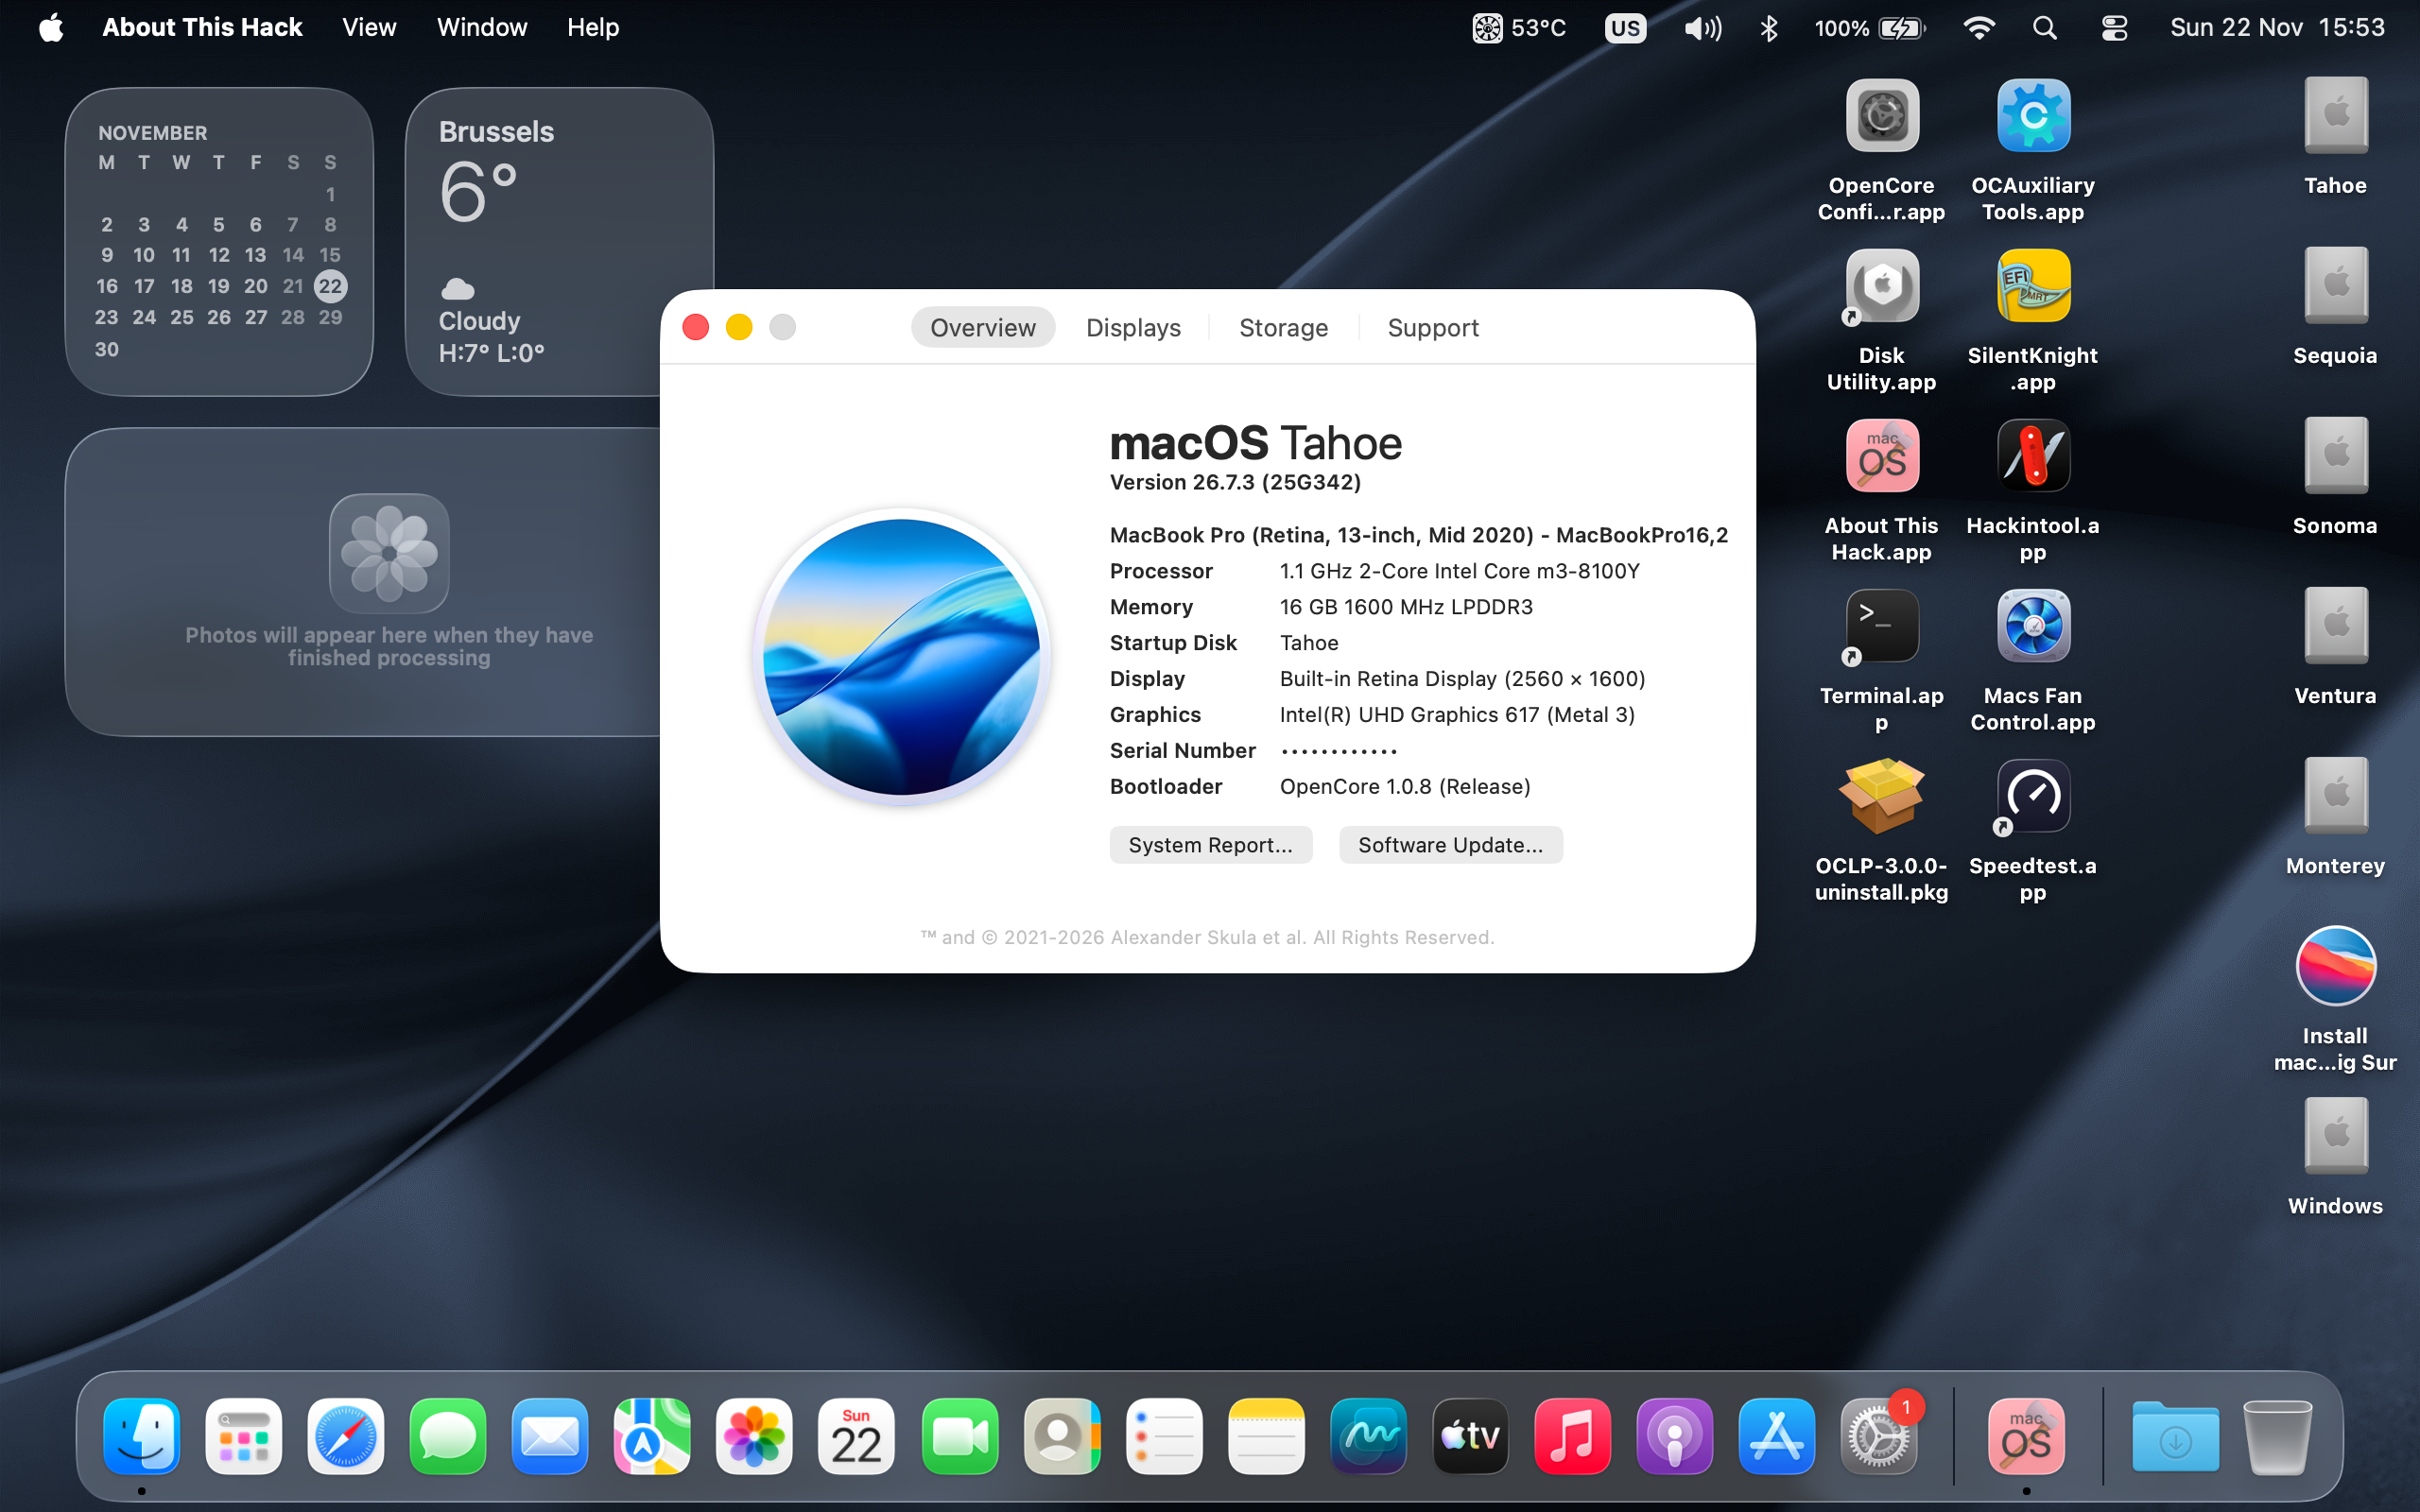 About This Hack View Window Help 53°C US 100% Sun 22 Nov 15:53
NOVEMBER
M T W T F S S
1
2 3 4 5 6 7 8
9 10 11 12 13 14 15
16 17 18 19 20 21 22
23 24 25 26 27 28 29
30
Brussels
6°
Cloudy
H:7° L:0°
Photos will appear here when they have
finished processing
Overview Displays Storage Support
macOS Tahoe
Version 26.7.3 (25G342)
MacBook Pro (Retina, 13-inch, Mid 2020) - MacBookPro16,2
Processor 1.1 GHz 2-Core Intel Core m3-8100Y
Memory 16 GB 1600 MHz LPDDR3
Startup Disk Tahoe
Display Built-in Retina Display (2560 × 1600)
Graphics Intel(R) UHD Graphics 617 (Metal 3)
Serial Number ••••••••••••
Bootloader OpenCore 1.0.8 (Release)
System Report... Software Update...
™ and © 2021-2026 Alexander Skula et al. All Rights Reserved.
OpenCore
Confi...r.app
OCAuxiliary
Tools.app
Tahoe
Disk
Utility.app
EFI
MRT
SilentKnight
.app
Sequoia
mac
OS
About This
Hack.app
Hackintool.a
pp
Sonoma
>_
Terminal.ap
p
Macs Fan
Control.app
Ventura
OCLP-3.0.0-
uninstall.pkg
Speedtest.a
pp
Monterey
Install
mac...ig Sur
Windows
Sun
22
tv
1
mac
OS